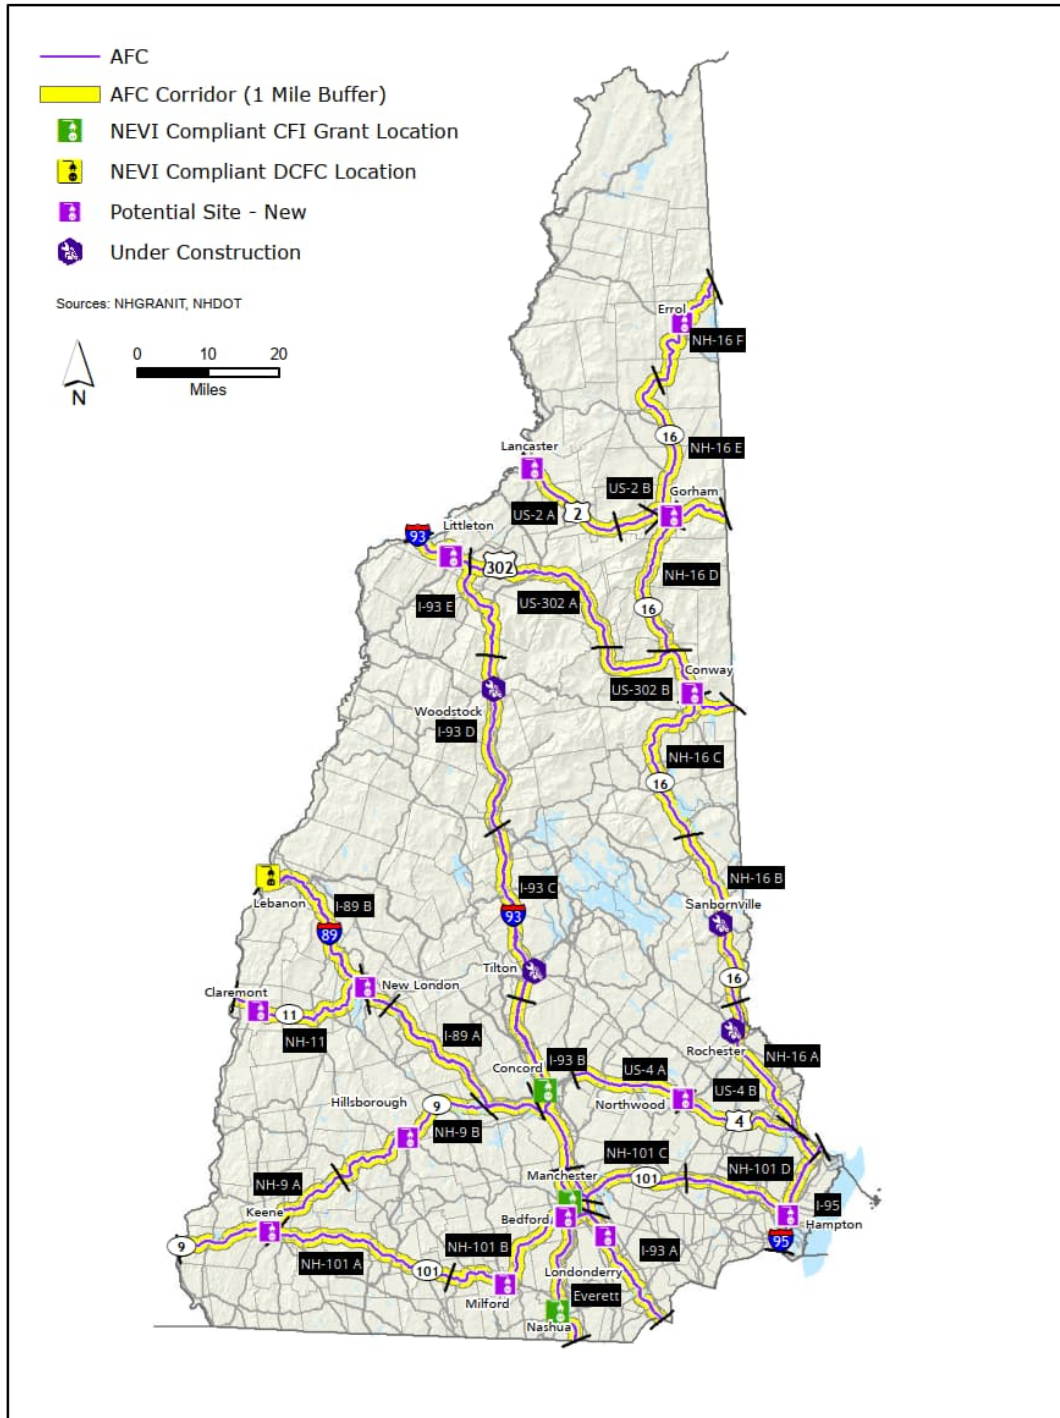 AFC
AFC Corridor (1 Mile Buffer)
NEVI Compliant CFI Grant Location
NEVI Compliant DCFC Location
Potential Site - New
Under Construction
Sources: NHGRANIT, NHDOT
0 10 20
Miles
N
Errol
NH-16 F
16
NH-16 E
Lancaster
US-2 B
Gorham
US-2 A
2
Littleton
93
302
NH-16 D
I-93 E
US-302 A
16
Conway
US-302 B
Woodstock
I-93 D
NH-16 C
16
NH-16 B
Lebanon
I-89 B
I-93 C
Sanbornville
93
89
Tilton
16
New London
Claremont
11
NH-11
I-89 A
Rochester
NH-16 A
I-93 B
Concord
US-4 A
US-4 B
Northwood
Hillsborough
9
4
NH-9 B
NH-101 C
NH-101 D
Manchester
101
NH-9 A
Keene
I-95
Hampton
Bedford
9
95
NH-101 B
I-93 A
NH-101 A
101
Londonderry
Everett
Milford
Nashua